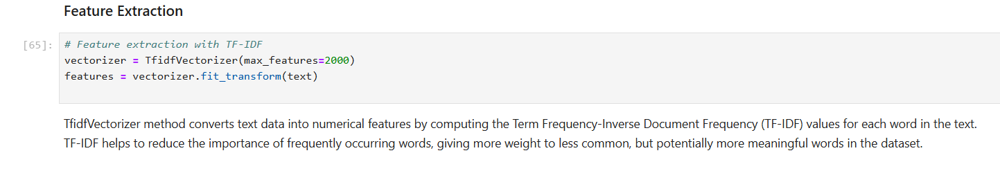 Feature Extraction
[65]: # Feature extraction with TF-IDF
vectorizer = TfidfVectorizer(max_features=2000)
features = vectorizer.fit_transform(text)
TfidfVectorizer method converts text data into numerical features by computing the Term Frequency-Inverse Document Frequency (TF-IDF) values for each word in the text.
TF-IDF helps to reduce the importance of frequently occurring words, giving more weight to less common, but potentially more meaningful words in the dataset.